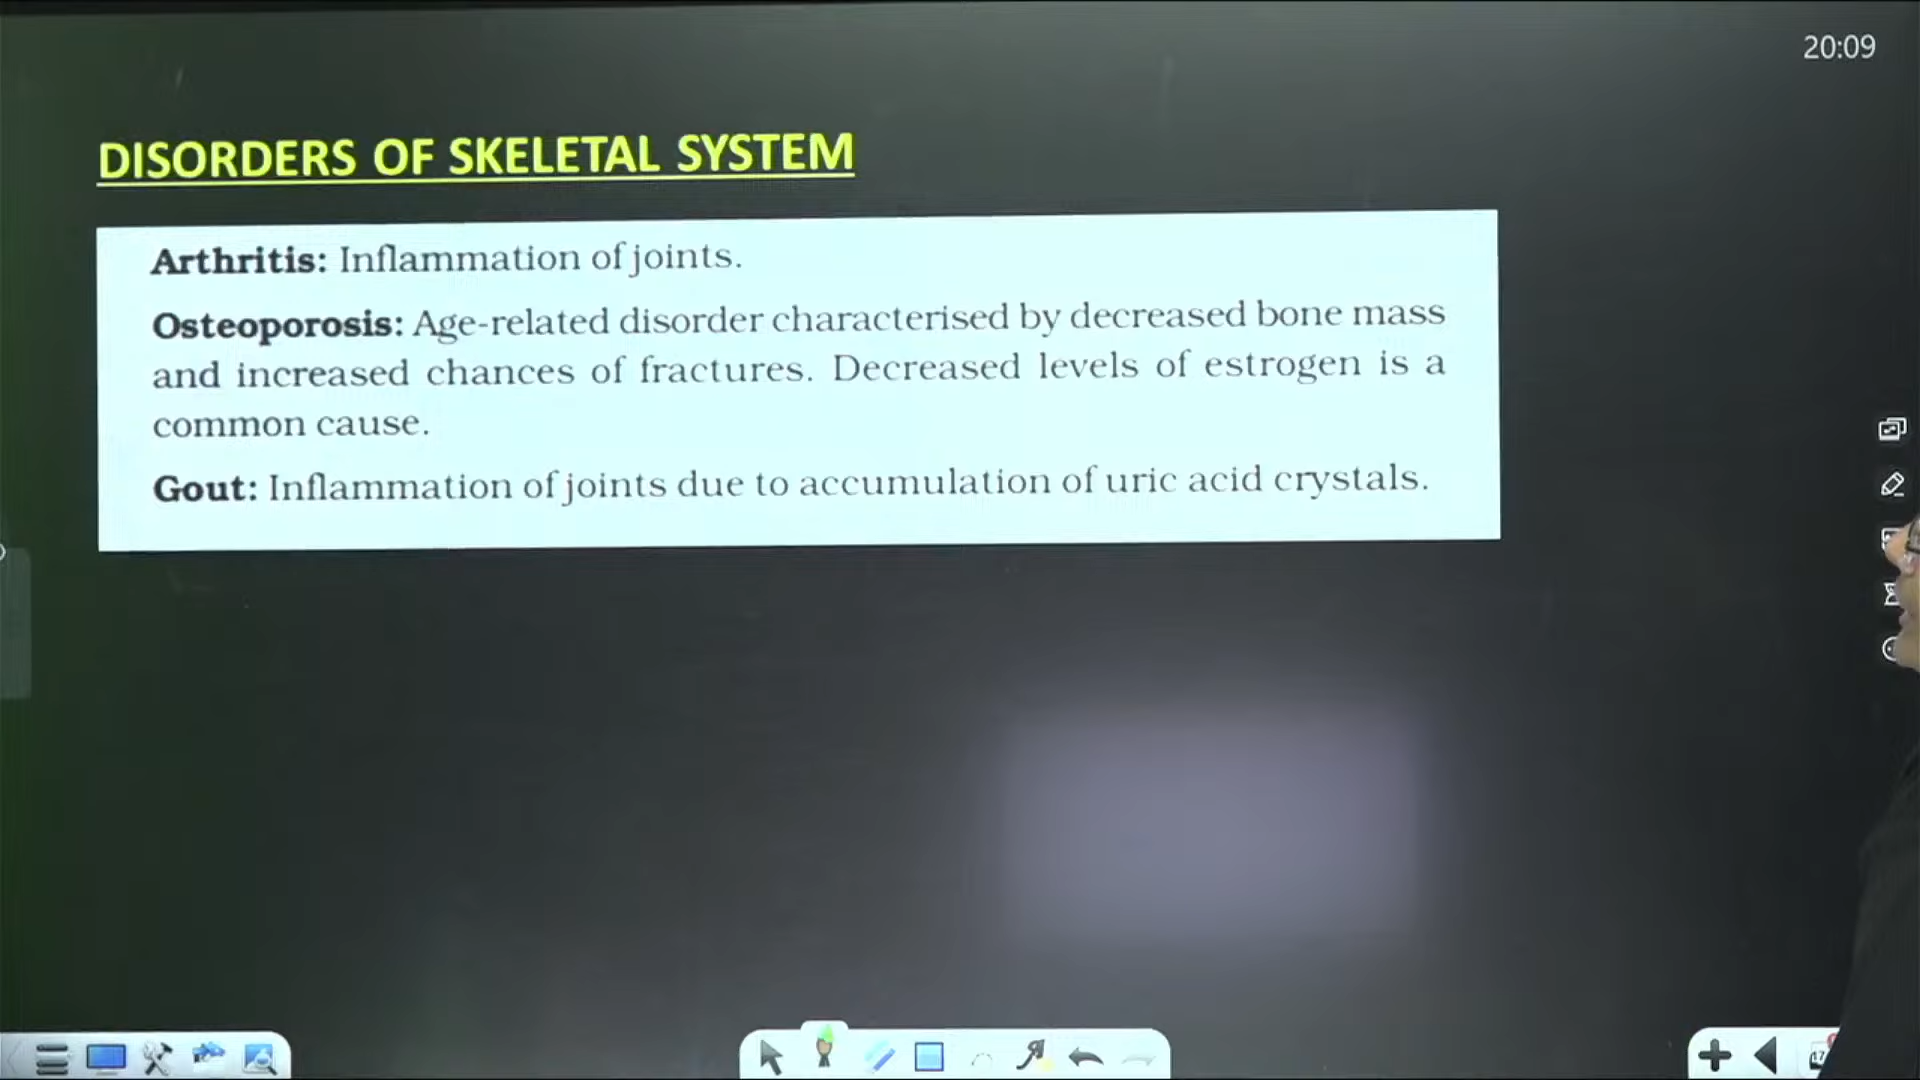 20:09
DISORDERS OF SKELETAL SYSTEM
Arthritis: Inflammation of joints.
Osteoporosis: Age-related disorder characterised by decreased bone mass
and increased chances of fractures. Decreased levels of estrogen is a
common cause.
Gout: Inflammation of joints due to accumulation of uric acid crystals.